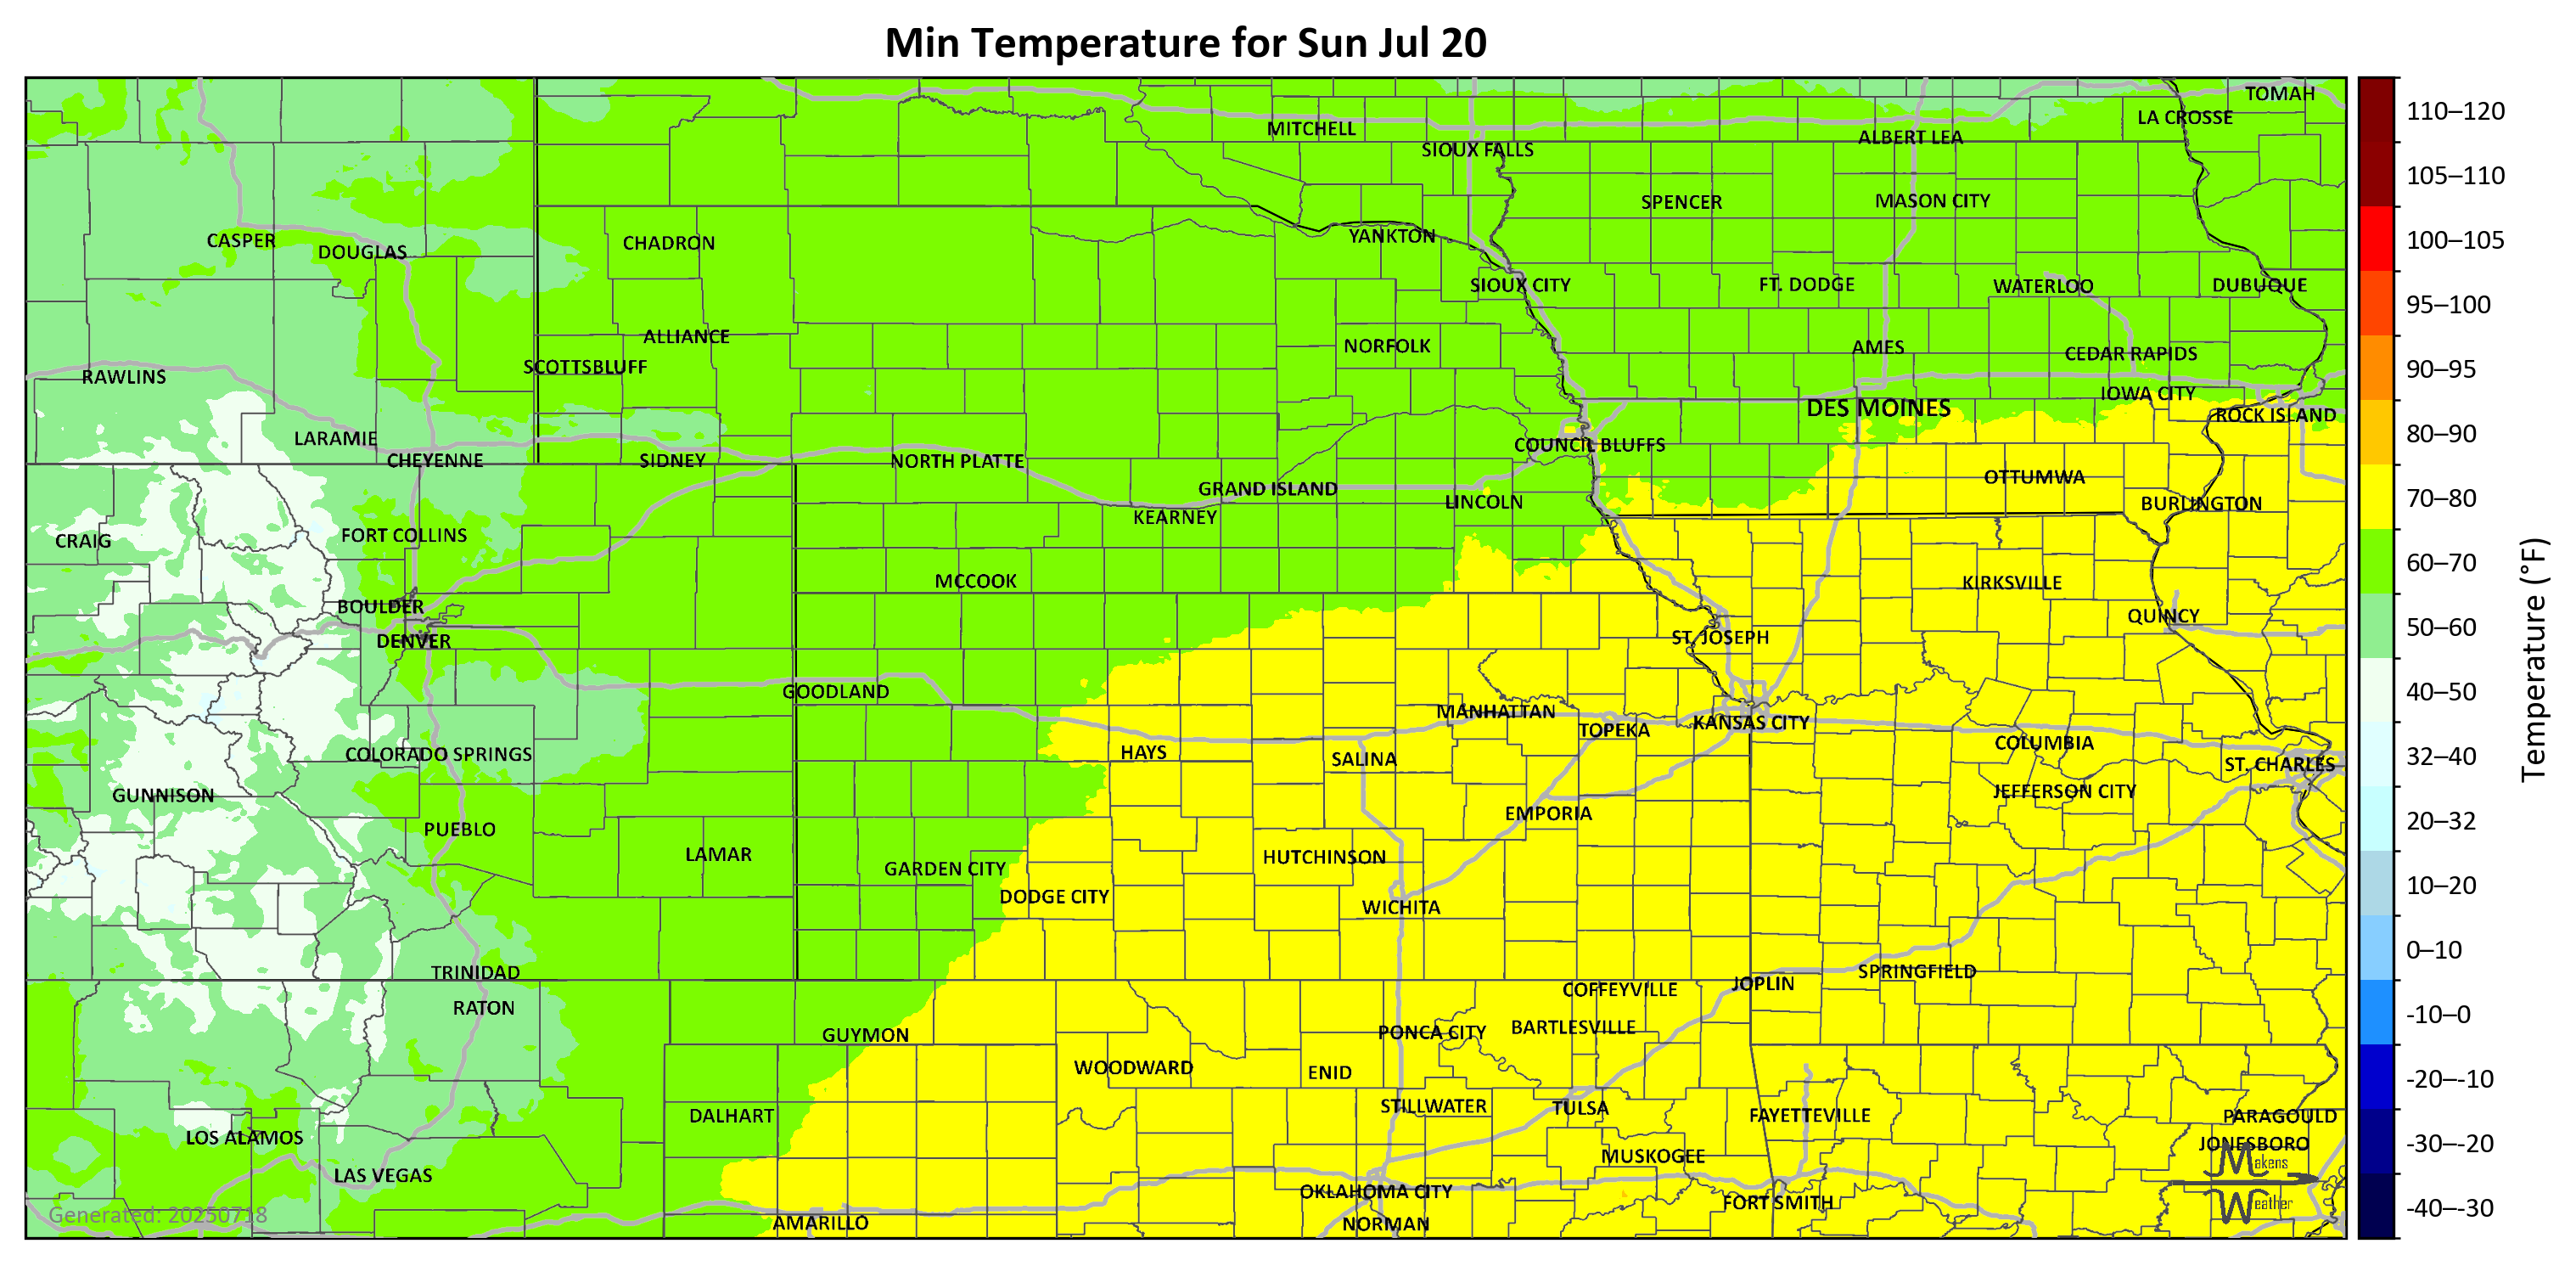 Min Temperature for Sun Jul 20
TOMAH
LA CROSSE
MITCHELL
ALBERT LEA
SIOUX FALLS
SPENCER
MASON CITY
YANKTON
CASPER
CHADRON
DOUGLAS
SIOUX CITY
FT. DODGE
WATERLOO
DUBUQUE
ALLIANCE
NORFOLK
AMES
CEDAR RAPIDS
SCOTTSBLUFF
RAWLINS
IOWA CITY
DES MOINES
ROCK ISLAND
LARAMIE
COUNCIL BLUFFS
CHEYENNE
SIDNEY
NORTH PLATTE
OTTUMWA
GRAND ISLAND
LINCOLN
BURLINGTON
KEARNEY
FORT COLLINS
CRAIG
MCCOOK
KIRKSVILLE
BOULDER
QUINCY
DENVER
ST. JOSEPH
GOODLAND
MANHATTAN
KANSAS CITY
TOPEKA
COLUMBIA
HAYS
COLORADO SPRINGS
SALINA
ST. CHARLES
JEFFERSON CITY
GUNNISON
EMPORIA
PUEBLO
LAMAR
HUTCHINSON
GARDEN CITY
DODGE CITY
WICHITA
TRINIDAD
SPRINGFIELD
JOPLIN
COFFEYVILLE
RATON
BARTLESVILLE
PONCA CITY
GUYMON
WOODWARD
ENID
STILLWATER
TULSA
DALHART
FAYETTEVILLE
PARAGOULD
LOS ALAMOS
JONESBORO
MUSKOGEE
LAS VEGAS
OKLAHOMA CITY
FORT SMITH
AMARILLO
NORMAN
Generated: 20250718
Makens
Weather
110–120
105–110
100–105
95–100
90–95
80–90
70–80
60–70
50–60
40–50
32–40
20–32
10–20
0–10
-10–0
-20–-10
-30–-20
-40–-30
Temperature (°F)